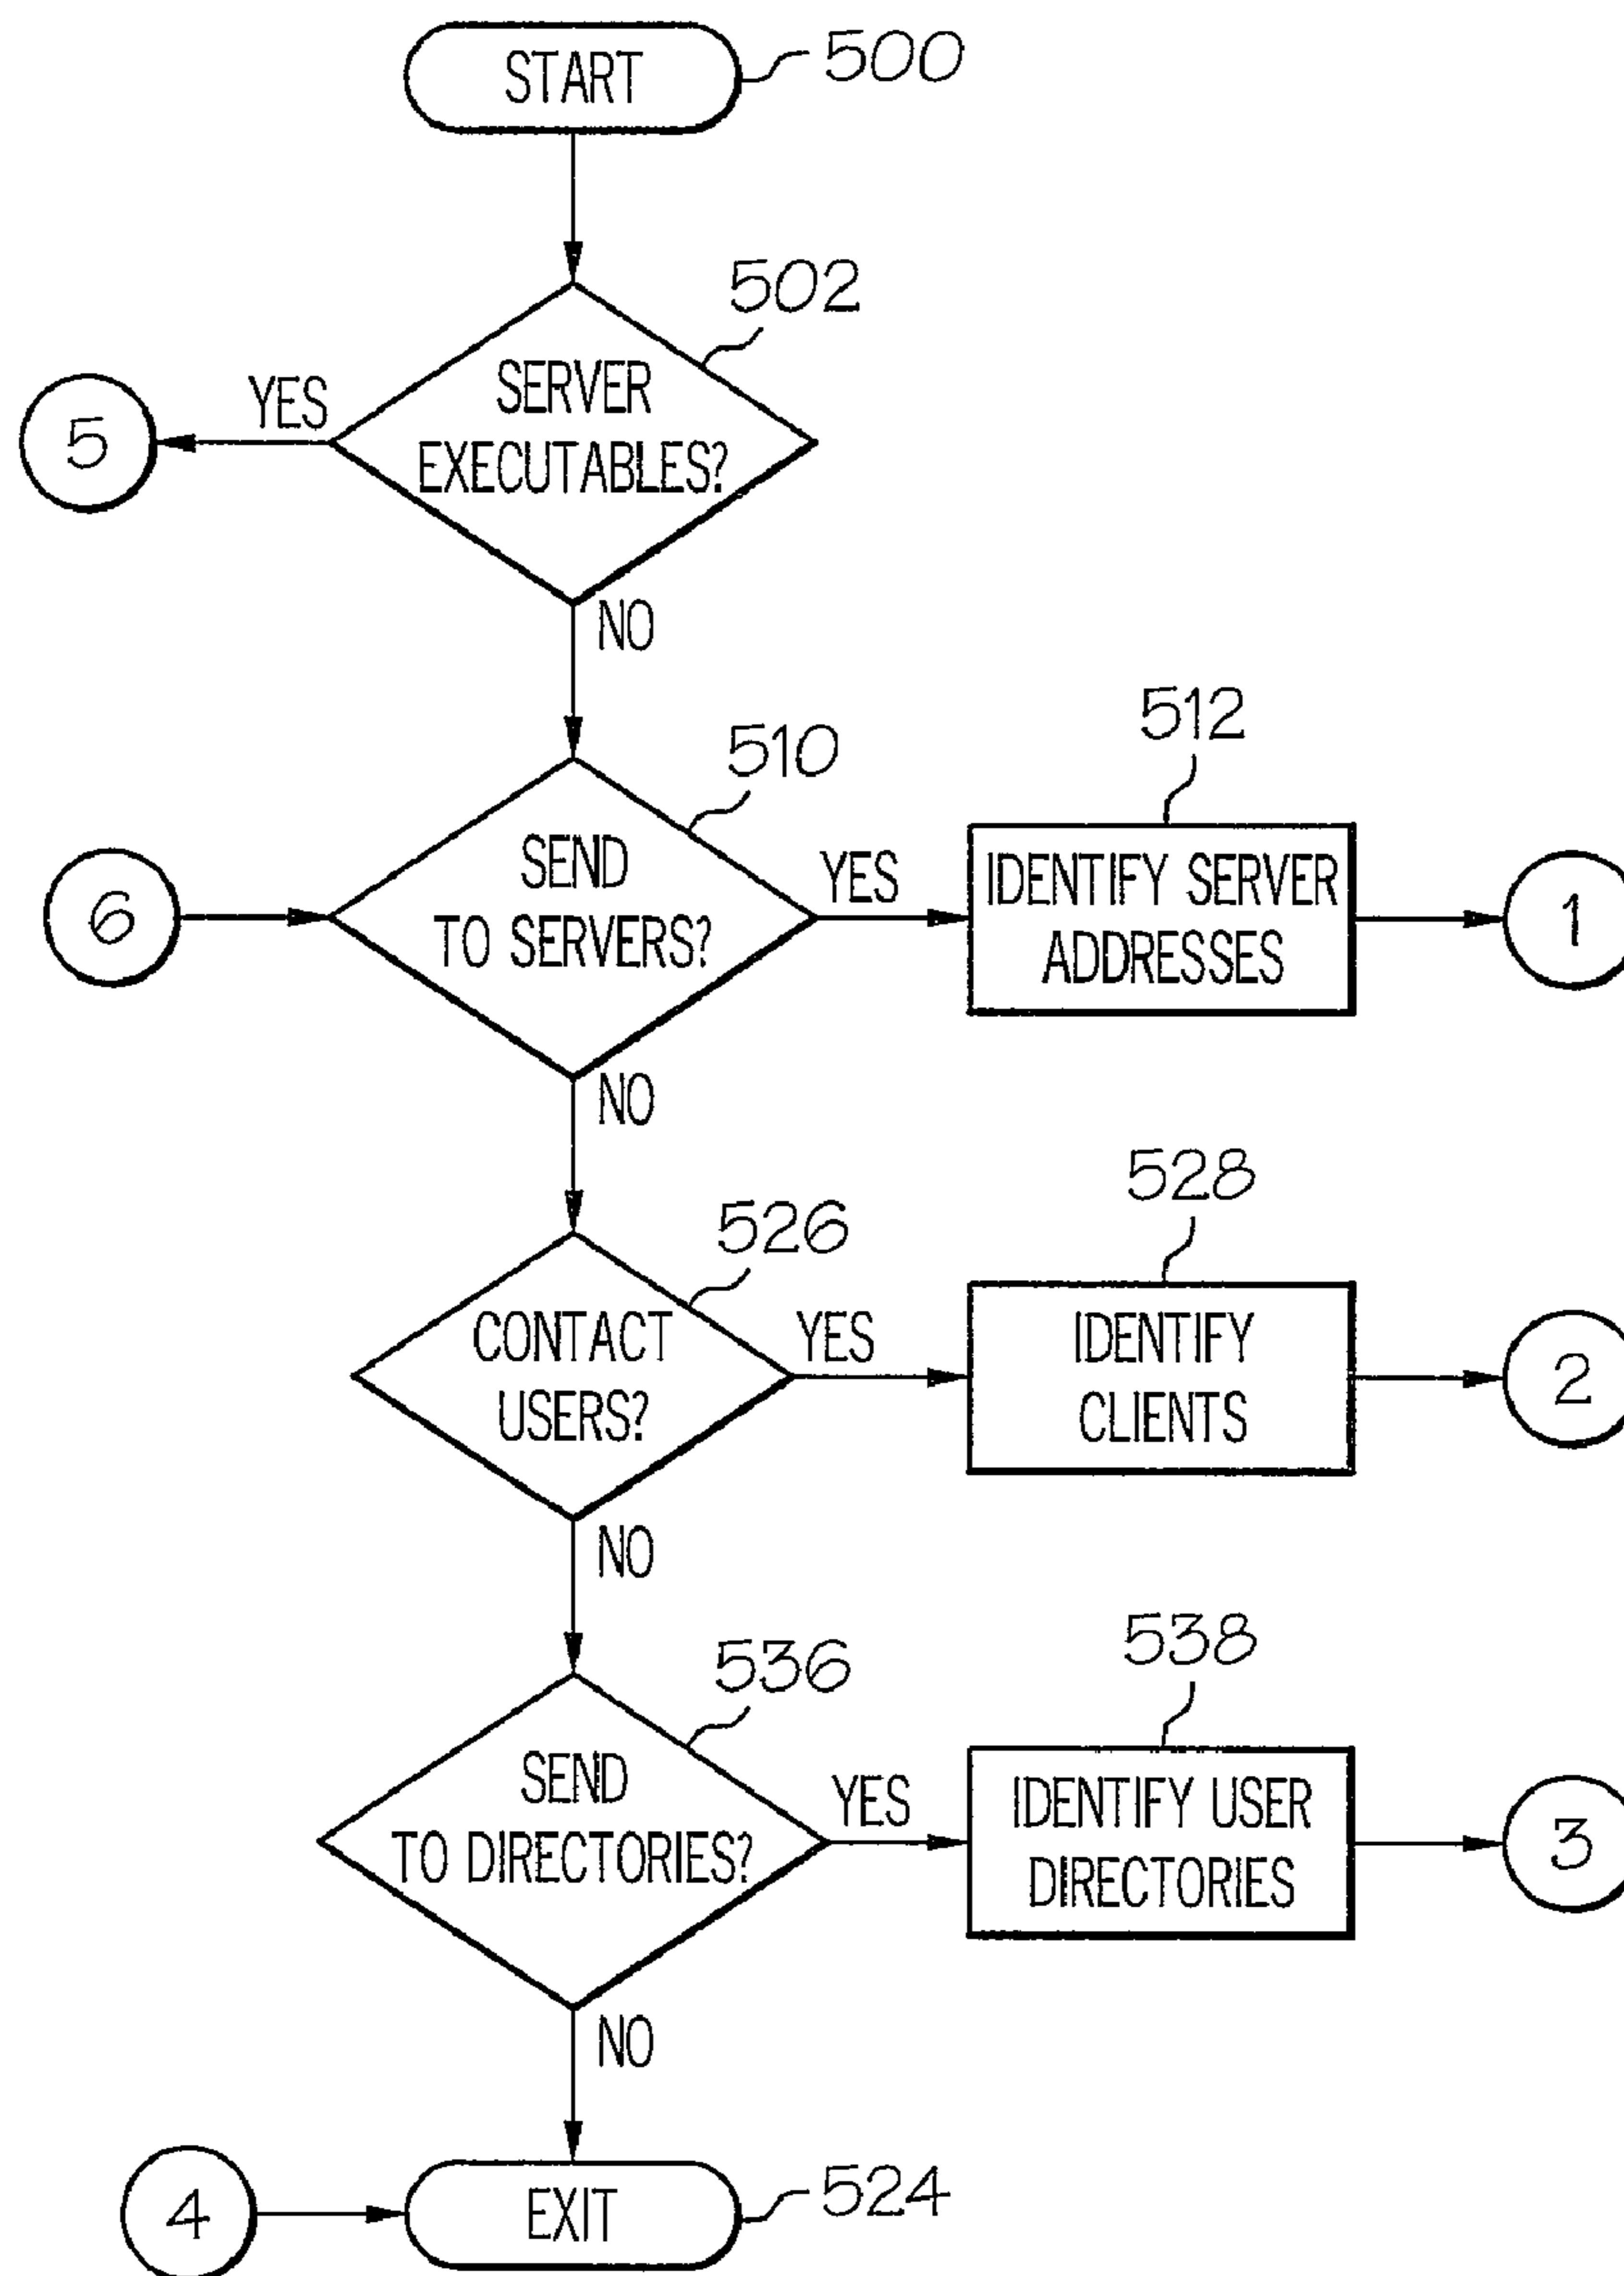 START
500
502
SERVER
EXECUTABLES?
YES
5
NO
510
512
SEND
TO SERVERS?
YES
IDENTIFY SERVER
ADDRESSES
6
1
NO
526
528
CONTACT
USERS?
YES
IDENTIFY
CLIENTS
2
NO
536
538
SEND
TO DIRECTORIES?
YES
IDENTIFY USER
DIRECTORIES
3
NO
4
EXIT
524